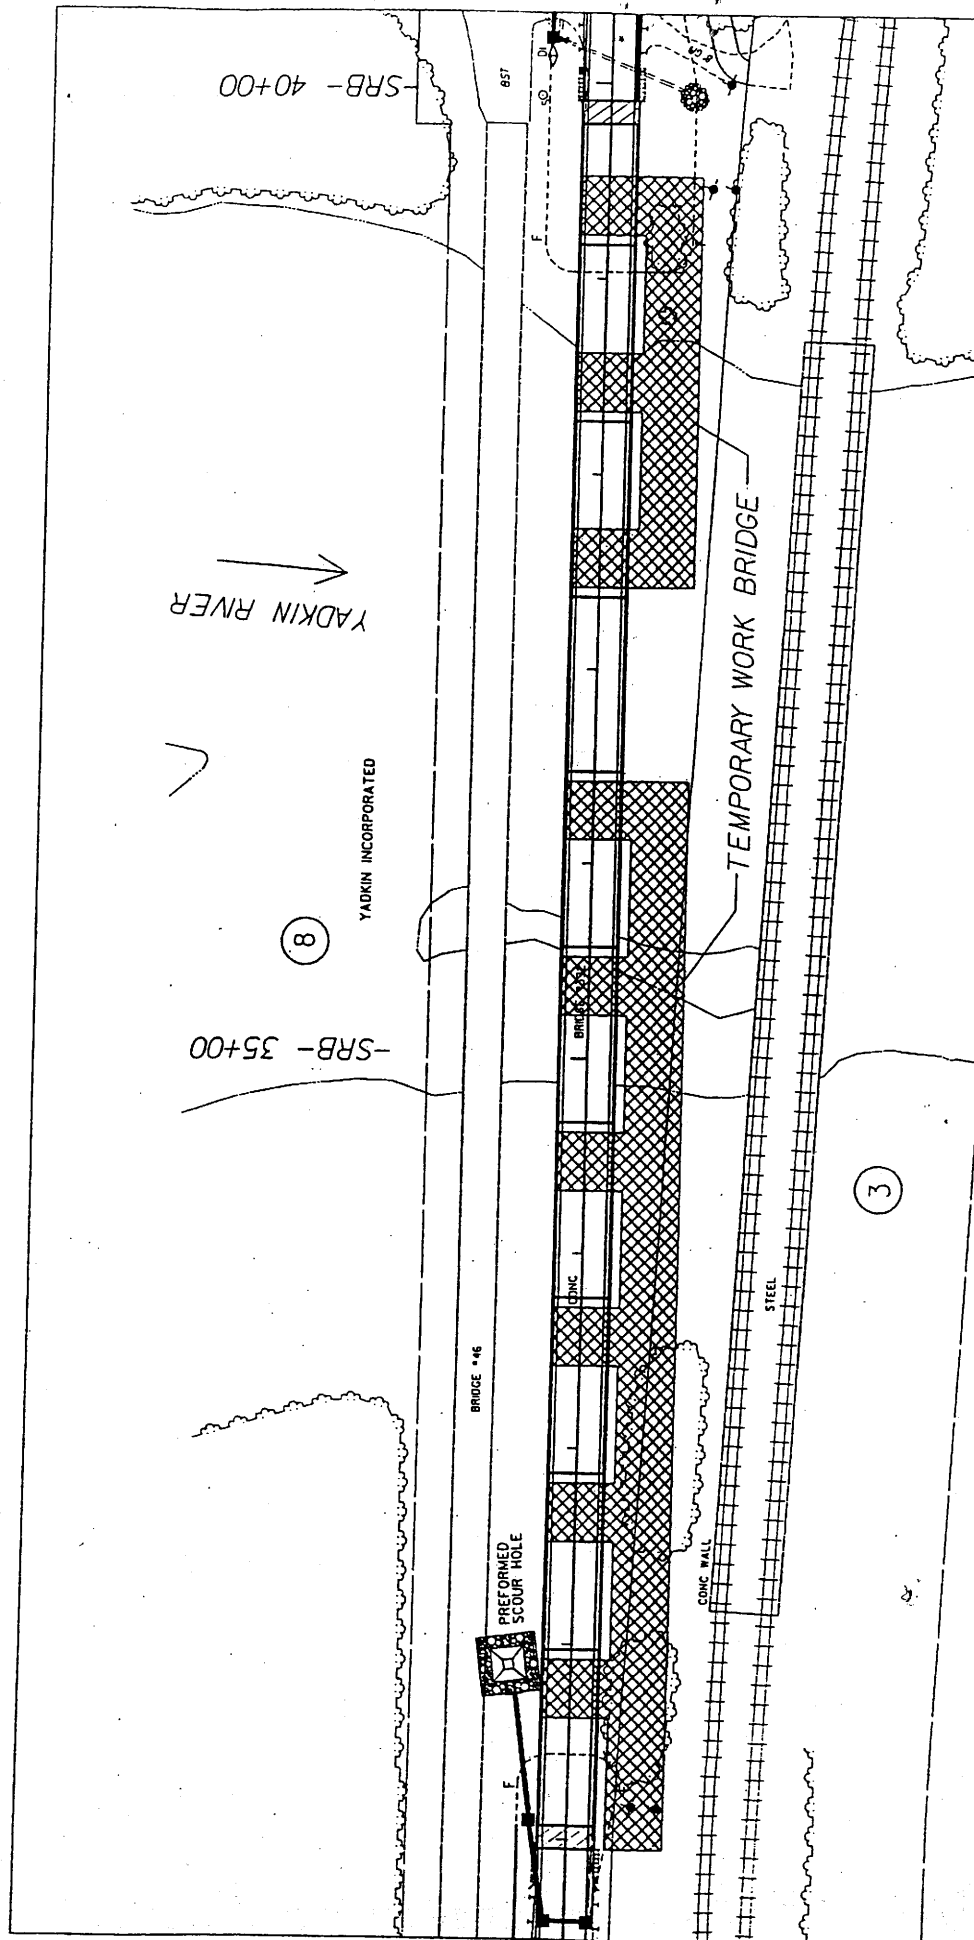 -SRB- 40+00
BST
DI
F
YADKIN RIVER
TEMPORARY WORK BRIDGE
YADKIN INCORPORATED
8
-SRB- 35+00
3
CONC
STEEL
BRIDGE #46
PREFORMED
SCOUR HOLE
CONC WALL
F